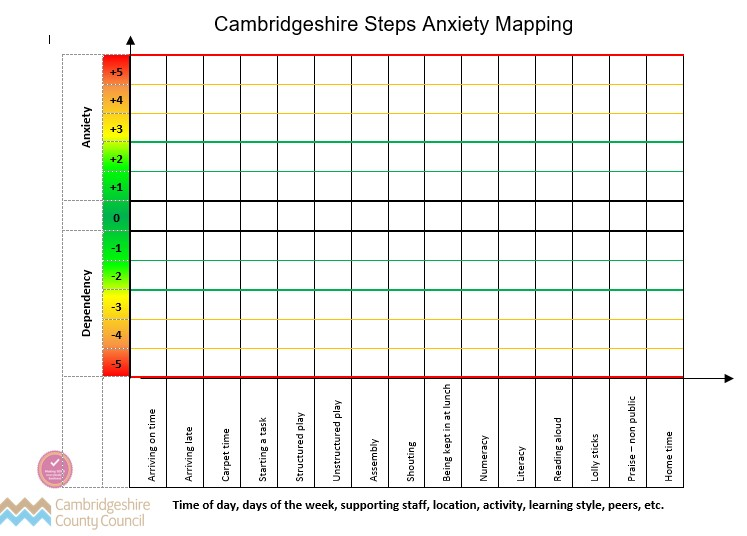 Cambridgeshire Steps Anxiety Mapping
Anxiety
+5
+4
+3
+2
+1
0
Dependency
-1
-2
-3
-4
-5
Arriving on time
Arriving late
Carpet time
Starting a task
Structured play
Unstructured play
Assembly
Shouting
Being kept in at lunch
Numeracy
Literacy
Reading aloud
Lolly sticks
Praise – non public
Home time
Time of day, days of the week, supporting staff, location, activity, learning style, peers, etc.
Cambridgeshire
County Council